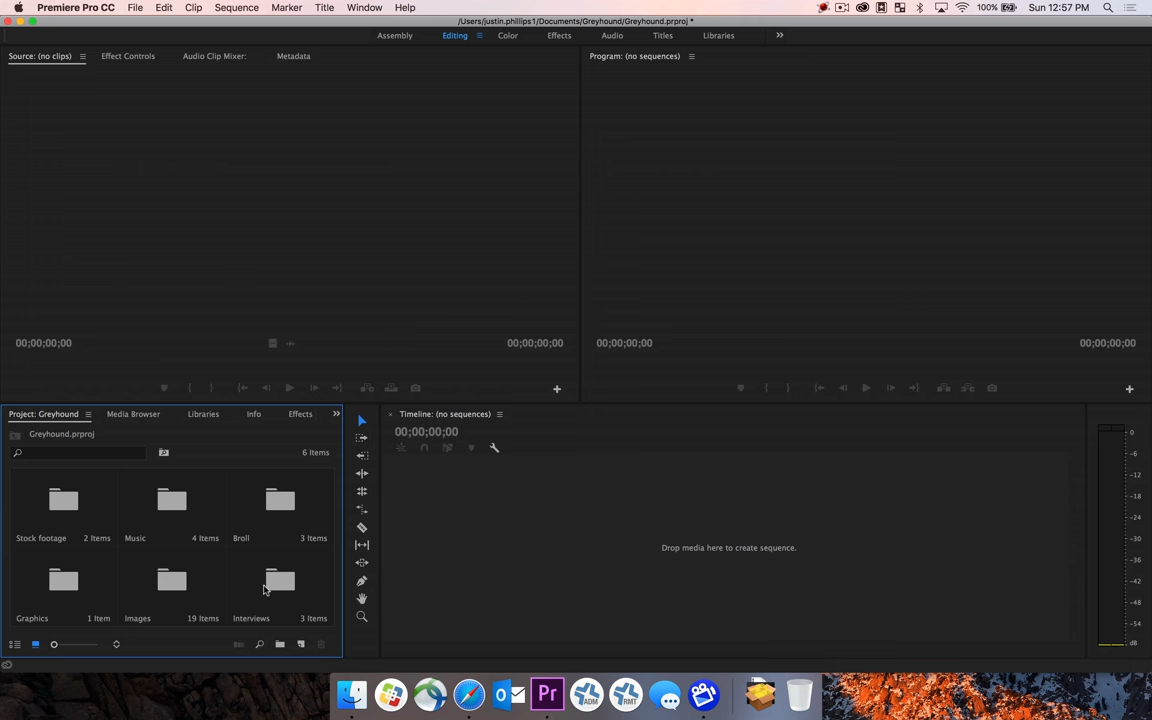 Premiere Pro CC File Edit Clip Sequence Marker Title Window Help 100% Sun 12:57 PM
/Users/justin.phillips1/Documents/Greyhound/Greyhound.prproj *
Assembly Editing Color Effects Audio Titles Libraries
Source: (no clips) Effect Controls Audio Clip Mixer: Metadata Program: (no sequences)
00;00;00;00 00;00;00;00 00;00;00;00 00;00;00;00
Project: Greyhound Media Browser Libraries Info Effects Timeline: (no sequences)
Greyhound.prproj 00;00;00;00
6 Items
Stock footage 2 Items Music 4 Items Broll 3 Items
Drop media here to create sequence.
Graphics 1 Item Images 19 Items Interviews 3 Items
0
-6
-12
-18
-24
-30
-36
-42
-48
-54
dB
Pr ADM RMT